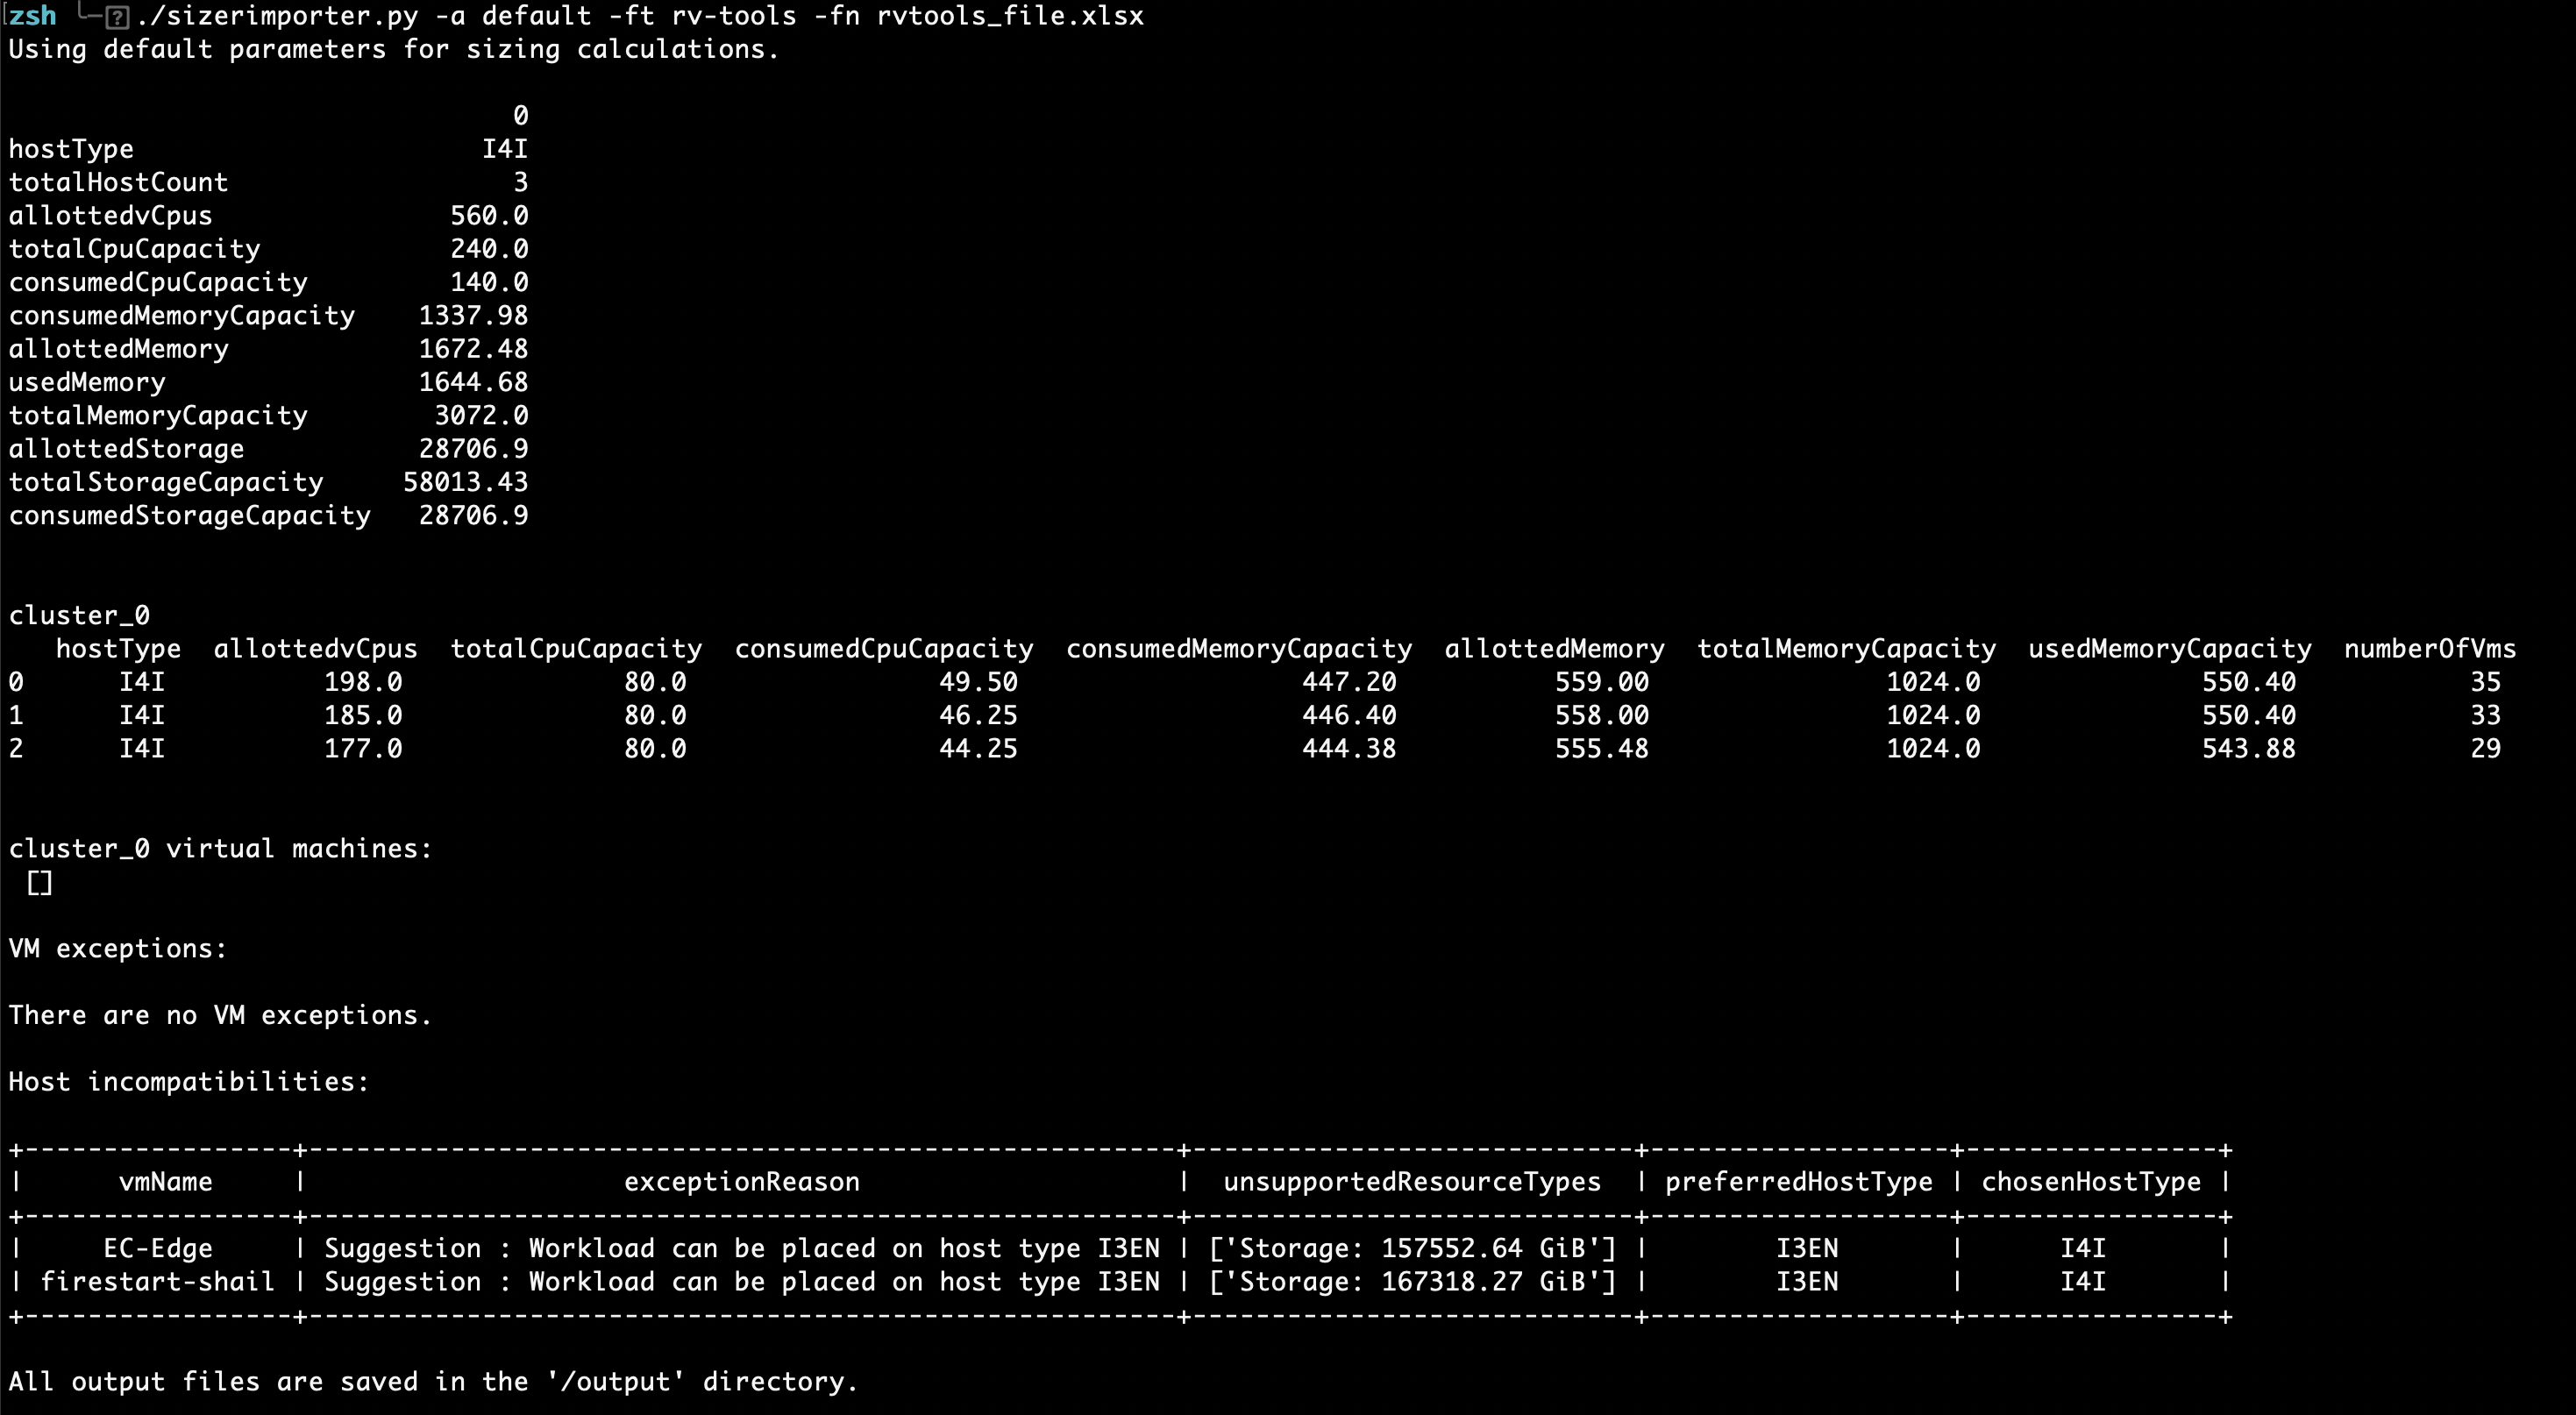 zsh ╰─? ./sizerimporter.py -a default -ft rv-tools -fn rvtools_file.xlsx
Using default parameters for sizing calculations.
0
hostType I4I
totalHostCount 3
allottedvCpus 560.0
totalCpuCapacity 240.0
consumedCpuCapacity 140.0
consumedMemoryCapacity 1337.98
allottedMemory 1672.48
usedMemory 1644.68
totalMemoryCapacity 3072.0
allottedStorage 28706.9
totalStorageCapacity 58013.43
consumedStorageCapacity 28706.9
cluster_0
hostType allottedvCpus totalCpuCapacity consumedCpuCapacity consumedMemoryCapacity allottedMemory totalMemoryCapacity usedMemoryCapacity numberOfVms
0 I4I 198.0 80.0 49.50 447.20 559.00 1024.0 550.40 35
1 I4I 185.0 80.0 46.25 446.40 558.00 1024.0 550.40 33
2 I4I 177.0 80.0 44.25 444.38 555.48 1024.0 543.88 29
cluster_0 virtual machines:
[]
VM exceptions:
There are no VM exceptions.
Host incompatibilities:
+-----------------+-------------------------------------------------------+----------------------------+-------------------+----------------+
| vmName | exceptionReason | unsupportedResourceTypes | preferredHostType | chosenHostType |
+-----------------+-------------------------------------------------------+----------------------------+-------------------+----------------+
| EC-Edge | Suggestion : Workload can be placed on host type I3EN | ['Storage: 157552.64 GiB'] | I3EN | I4I |
| firestart-shail | Suggestion : Workload can be placed on host type I3EN | ['Storage: 167318.27 GiB'] | I3EN | I4I |
+-----------------+-------------------------------------------------------+----------------------------+-------------------+----------------+
All output files are saved in the '/output' directory.